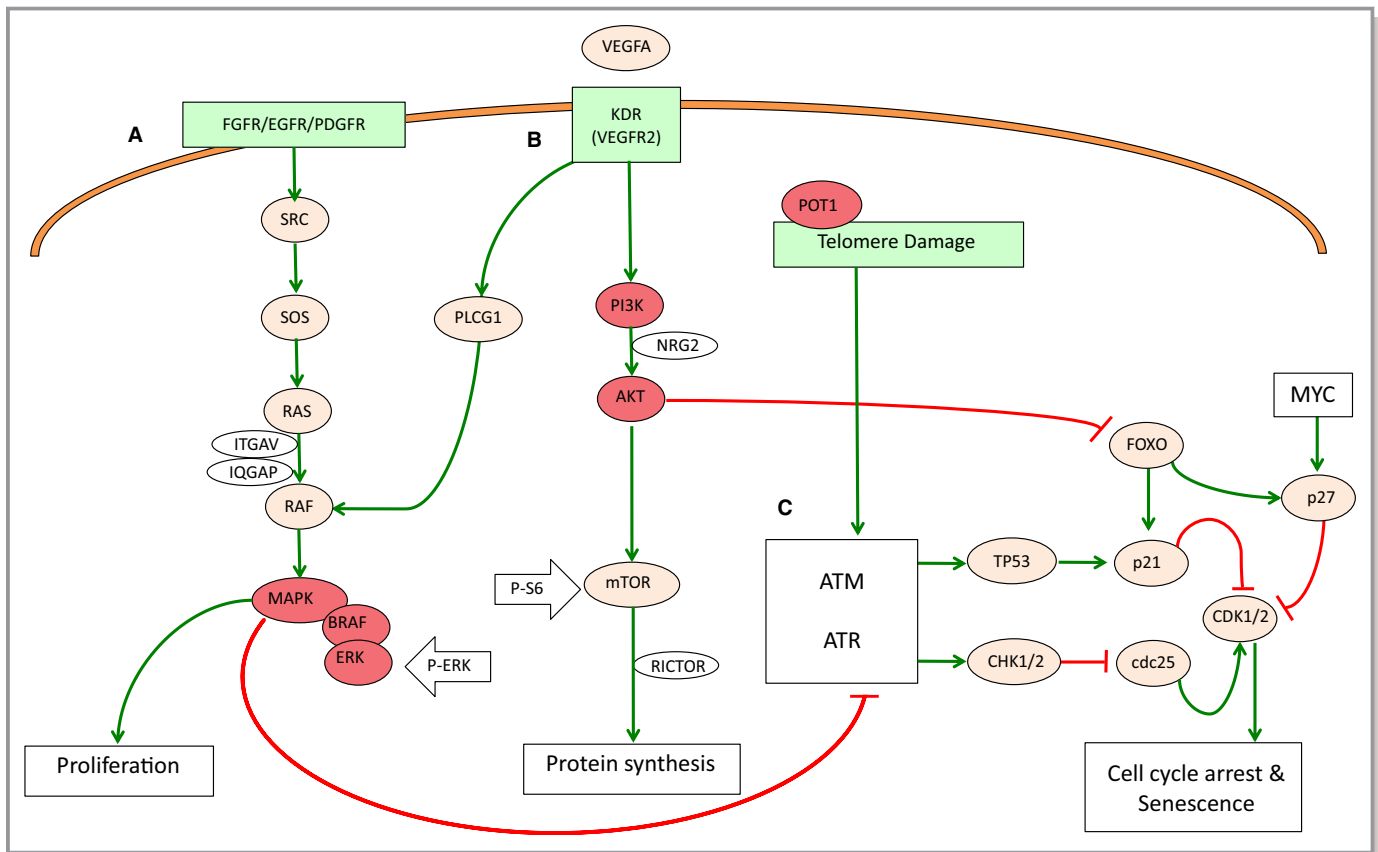 VEGFA
A
FGFR/EGFR/PDGFR
B
KDR
(VEGFR2)
SRC
POT1
Telomere Damage
SOS
PLCG1
PI3K
NRG2
RAS
AKT
MYC
ITGAV
IQGAP
FOXO
RAF
C
p27
MAPK
BRAF
ERK
P-ERK
P-S6
mTOR
RICTOR
ATM
ATR
TP53
p21
CDK1/2
CHK1/2
cdc25
Proliferation
Protein synthesis
Cell cycle arrest &
Senescence